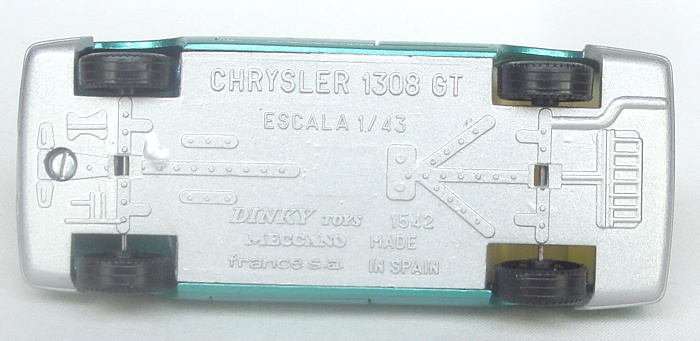 CHRYSLER 1308 GT
ESCALA 1/43
DINKY TOYS 1542
MECCANO MADE
france s.a. IN SPAIN